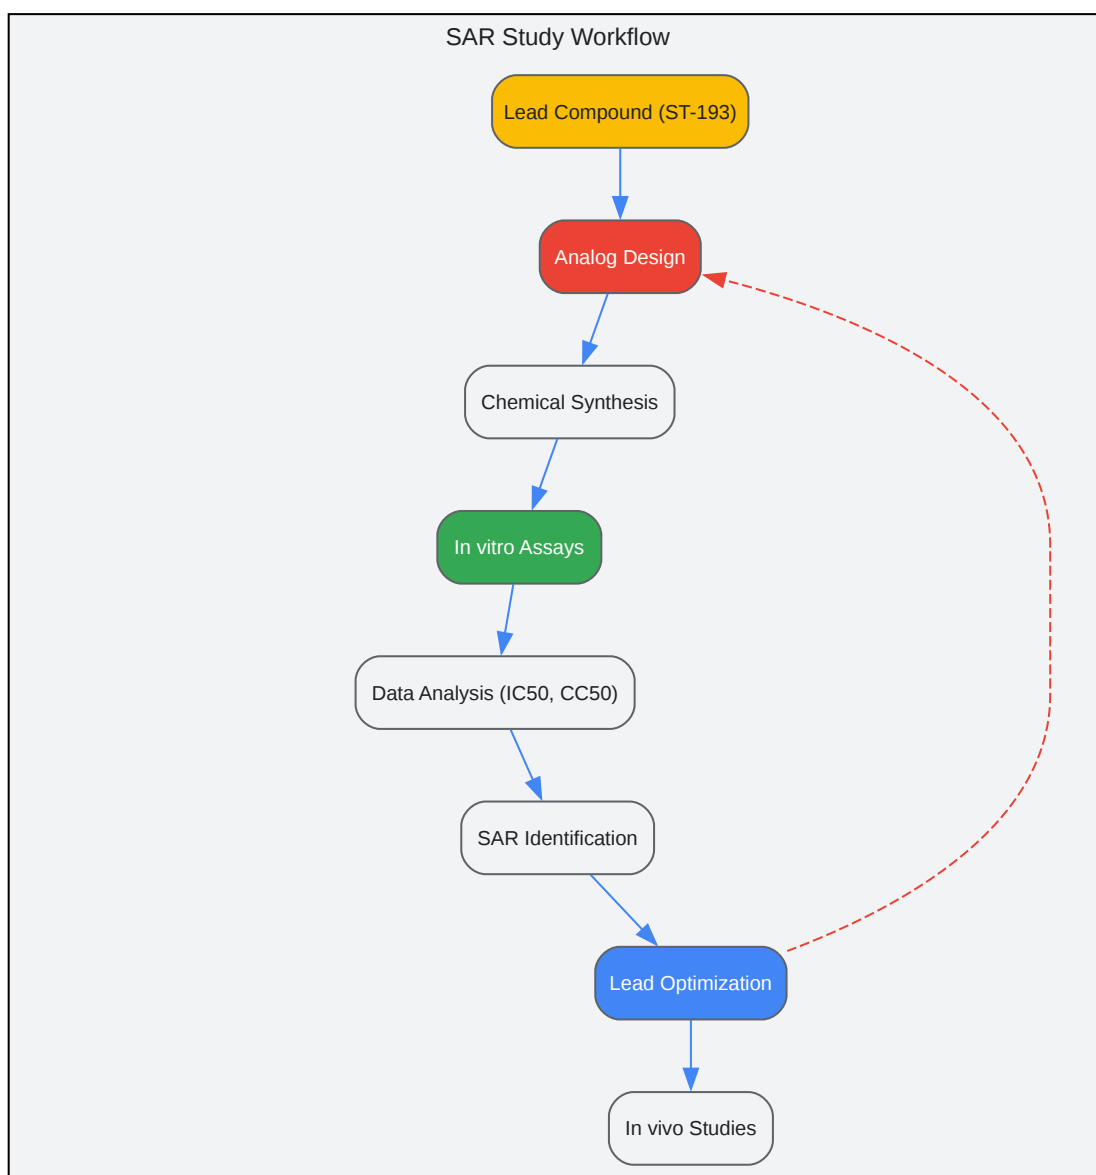 SAR Study Workflow
Lead Compound (ST-193)
Analog Design
Chemical Synthesis
In vitro Assays
Data Analysis (IC50, CC50)
SAR Identification
Lead Optimization
In vivo Studies